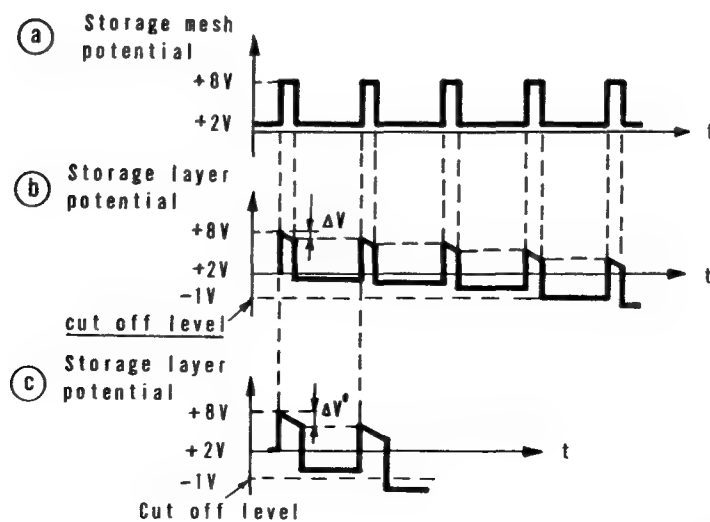 a
Storage mesh
potential
+8V
+2V
t
b
Storage layer
potential
+8V
ΔV
+2V
t
-1V
cut off level
Storage layer
c
potential
+8V
ΔV'
+2V
t
-1V
Cut off level